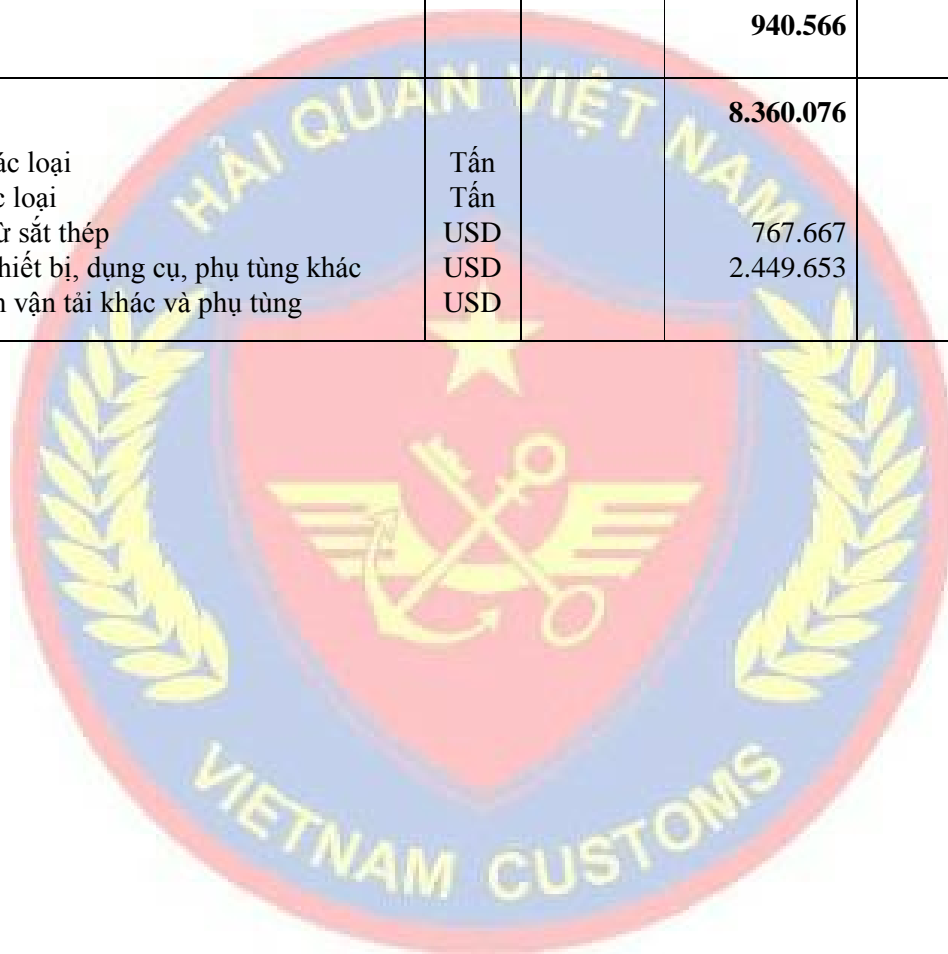 940.566
8.360.076
ác loại Tấn
c loại Tấn
ừ sắt thép USD 767.667
hiết bị, dụng cụ, phụ tùng khác USD 2.449.653
n vận tải khác và phụ tùng USD
HẢI QUAN VIỆT NAM
VIETNAM CUSTOMS